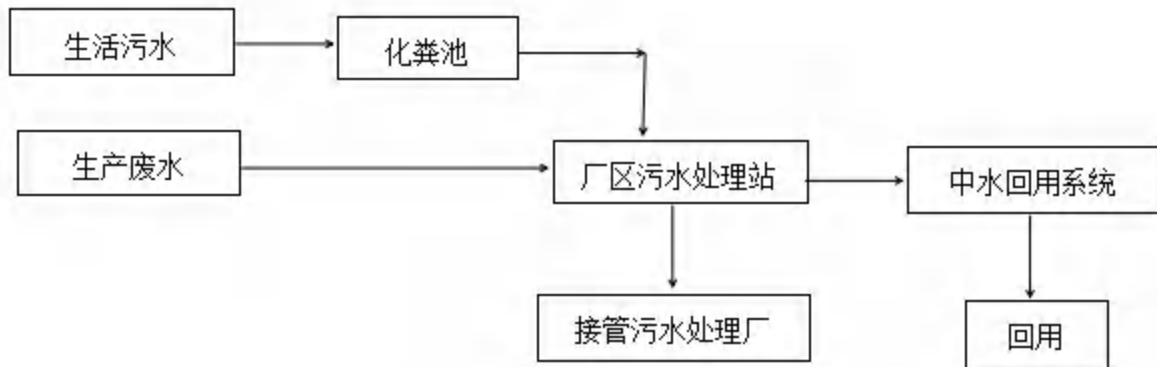 生活污水
化粪池
生产废水
厂区污水处理站
中水回用系统
接管污水处理厂
回用